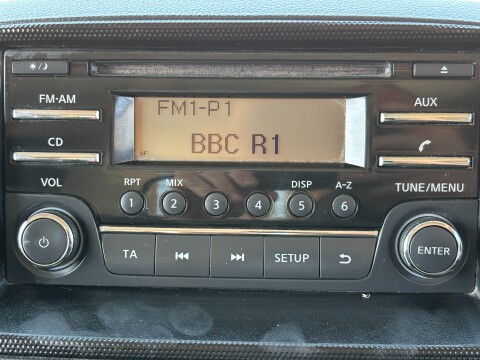 FM1-P1
BBC R1
AF
FM·AM
AUX
CD
VOL
RPT
MIX
DISP
A-Z
TUNE/MENU
1
2
3
4
5
6
TA
SETUP
ENTER